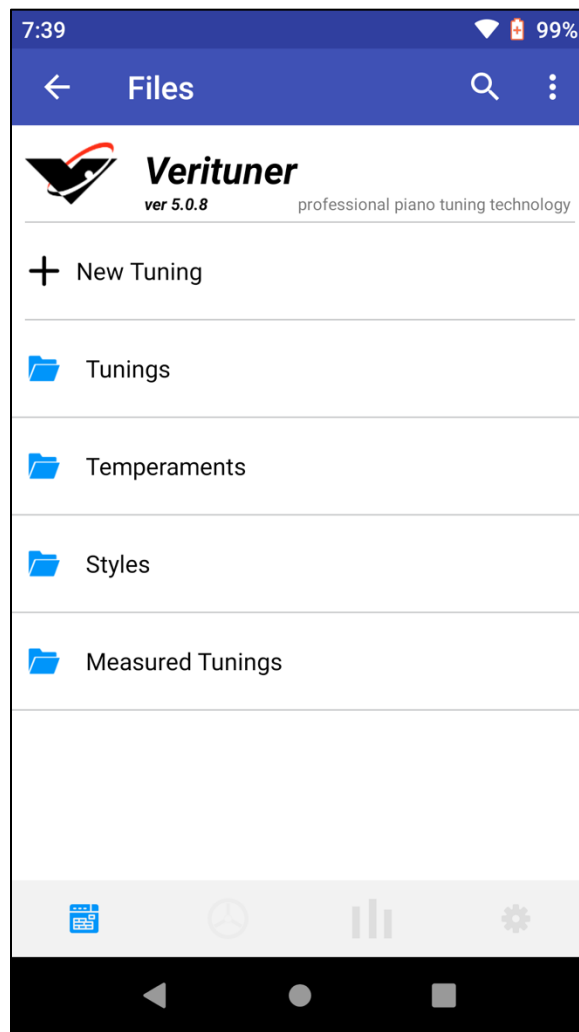 7:39 99%
Files
Verituner
ver 5.0.8 professional piano tuning technology
New Tuning
Tunings
Temperaments
Styles
Measured Tunings